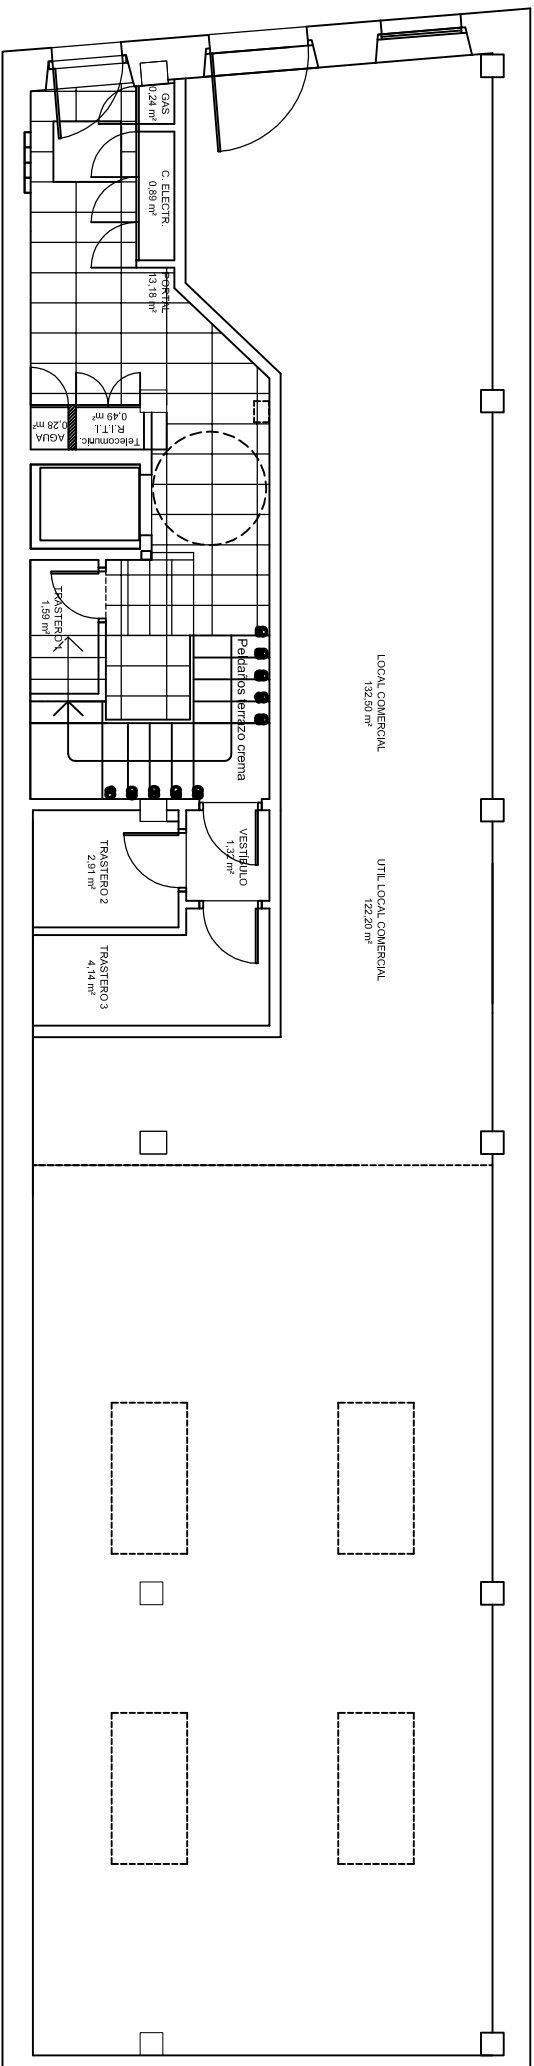 GAS
0,24 m²
C. ELECTR.
0,89 m²
PORTAL
13,18 m²
Telecomunic.
R.I.T.I.
0,49 m²
AGUA
0,28 m²
TRASTERO 1
1,59 m²
Peldaños terrazo crema
LOCAL COMERCIAL
132,50 m²
UTIL LOCAL COMERCIAL
122,20 m²
VESTÍBULO
1,32 m²
TRASTERO 2
2,91 m²
TRASTERO 3
4,14 m²